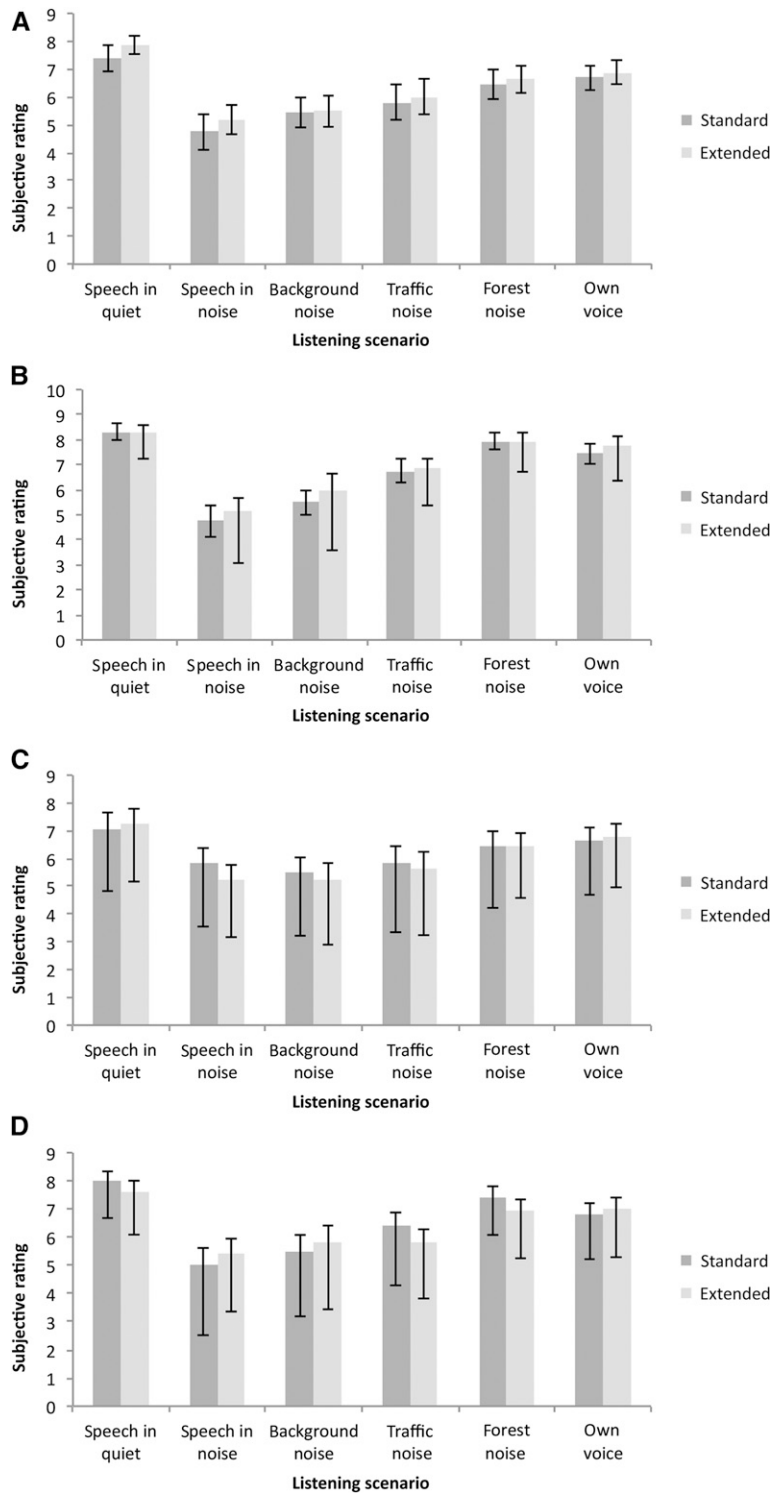 A
9
8
7
6
5
4
3
2
1
0
Subjective rating
Speech in quiet
Speech in noise
Background noise
Traffic noise
Forest noise
Own voice
Listening scenario
Standard
Extended
B
10
9
8
7
6
5
4
3
2
1
0
Subjective rating
Speech in quiet
Speech in noise
Background noise
Traffic noise
Forest noise
Own voice
Listening scenario
Standard
Extended
C
9
8
7
6
5
4
3
2
1
0
Subjective rating
Speech in quiet
Speech in noise
Background noise
Traffic noise
Forest noise
Own voice
Listening scenario
Standard
Extended
D
9
8
7
6
5
4
3
2
1
0
Subjective rating
Speech in quiet
Speech in noise
Background noise
Traffic noise
Forest noise
Own voice
Listening scenario
Standard
Extended